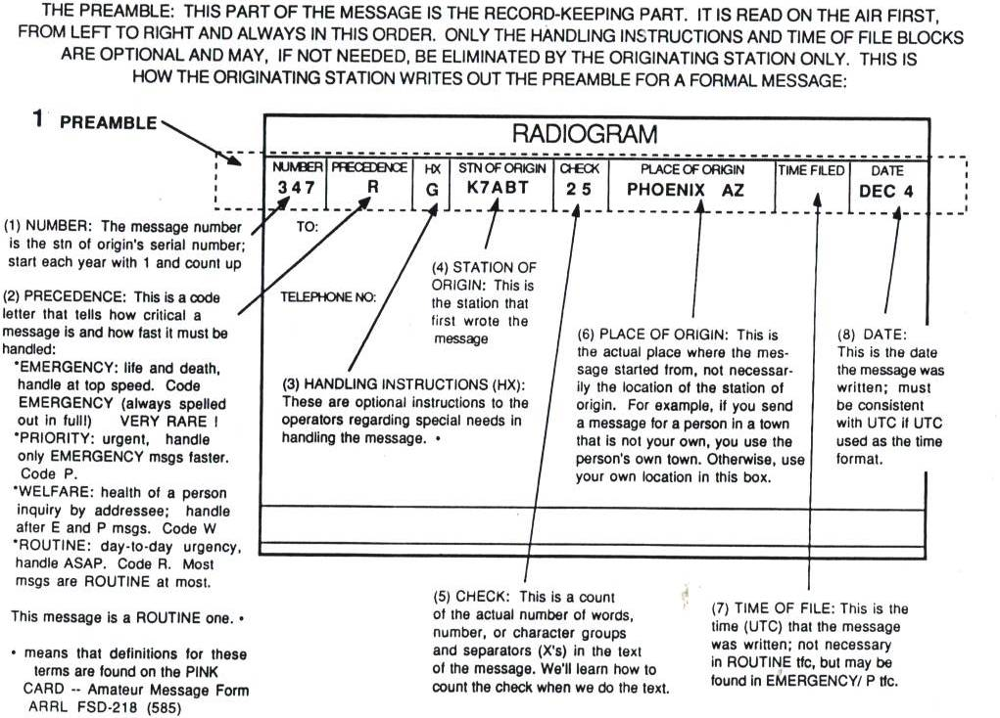 THE PREAMBLE: THIS PART OF THE MESSAGE IS THE RECORD-KEEPING PART. IT IS READ ON THE AIR FIRST,
FROM LEFT TO RIGHT AND ALWAYS IN THIS ORDER. ONLY THE HANDLING INSTRUCTIONS AND TIME OF FILE BLOCKS
ARE OPTIONAL AND MAY, IF NOT NEEDED, BE ELIMINATED BY THE ORIGINATING STATION ONLY. THIS IS
HOW THE ORIGINATING STATION WRITES OUT THE PREAMBLE FOR A FORMAL MESSAGE:
1 PREAMBLE
RADIOGRAM
NUMBER PRECEDENCE HX STN OF ORIGIN CHECK PLACE OF ORIGIN TIME FILED DATE
347 R G K7ABT 25 PHOENIX AZ DEC 4
TO:
TELEPHONE NO:
(1) NUMBER: The message number
is the stn of origin's serial number;
start each year with 1 and count up
(2) PRECEDENCE: This is a code
letter that tells how critical a
message is and how fast it must be
handled:
*EMERGENCY: life and death,
handle at top speed. Code
EMERGENCY (always spelled
out in full!) VERY RARE !
*PRIORITY: urgent, handle
only EMERGENCY msgs faster.
Code P.
*WELFARE: health of a person
inquiry by addressee; handle
after E and P msgs. Code W
*ROUTINE: day-to-day urgency,
handle ASAP. Code R. Most
msgs are ROUTINE at most.
This message is a ROUTINE one. •
• means that definitions for these
terms are found on the PINK
CARD -- Amateur Message Form
ARRL FSD-218 (585)
(3) HANDLING INSTRUCTIONS (HX):
These are optional instructions to the
operators regarding special needs in
handling the message. •
(4) STATION OF
ORIGIN: This is
the station that
first wrote the
message
(5) CHECK: This is a count
of the actual number of words,
number, or character groups
and separators (X's) in the text
of the message. We'll learn how to
count the check when we do the text.
(6) PLACE OF ORIGIN: This is
the actual place where the mes-
sage started from, not necessar-
ily the location of the station of
origin. For example, if you send
a message for a person in a town
that is not your own, you use the
person's own town. Otherwise, use
your own location in this box.
(7) TIME OF FILE: This is the
time (UTC) that the message
was written; not necessary
in ROUTINE tfc, but may be
found in EMERGENCY/ P tfc.
(8) DATE:
This is the date
the message was
written; must
be consistent
with UTC if UTC
used as the time
format.